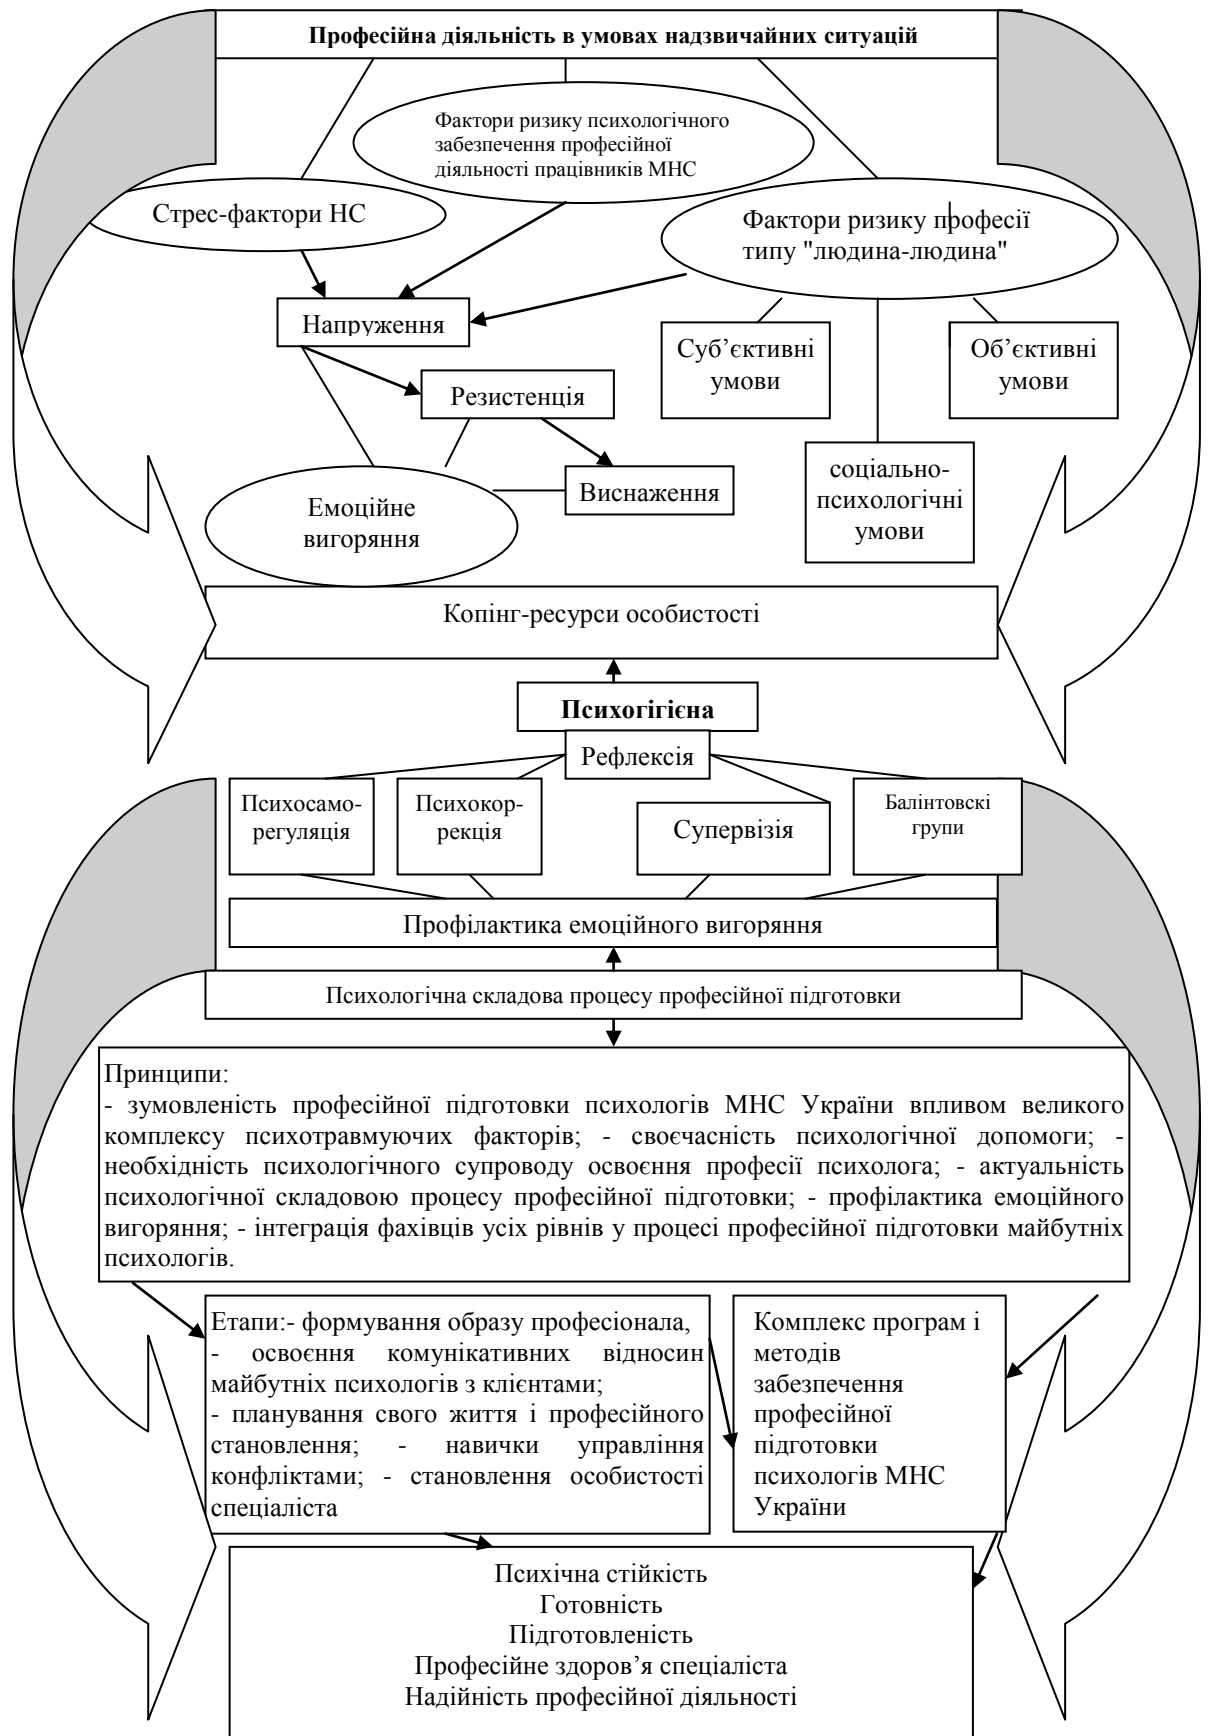 Професійна діяльність в умовах надзвичайних ситуацій
Фактори ризику психологічного
забезпечення професійної
діяльності працівників МНС
Стрес-фактори НС
Фактори ризику професії
типу "людина-людина"
Напруження
Суб’єктивні
умови
Об’єктивні
умови
Резистенція
соціально-
психологічні
умови
Виснаження
Емоційне
вигоряння
Копінг-ресурси особистості
Психогігієна
Рефлексія
Психосамо-
регуляція
Психокор-
рекція
Супервізія
Балінтовскі
групи
Профілактика емоційного вигоряння
Психологічна складова процесу професійної підготовки
Принципи:
- зумовленість професійної підготовки психологів МНС України впливом великого
комплексу психотравмуючих факторів; - своєчасність психологічної допомоги; -
необхідність психологічного супроводу освоєння професії психолога; - актуальність
психологічної складовою процесу професійної підготовки; - профілактика емоційного
вигоряння; - інтеграція фахівців усіх рівнів у процесі професійної підготовки майбутніх
психологів.
Етапи:- формування образу професіонала,
- освоєння комунікативних відносин
майбутніх психологів з клієнтами;
- планування свого життя і професійного
становлення; - навички управління
конфліктами; - становлення особистості
спеціаліста
Комплекс програм і
методів
забезпечення
професійної
підготовки
психологів МНС
України
Психічна стійкість
Готовність
Підготовленість
Професійне здоров’я спеціаліста
Надійність професійної діяльності